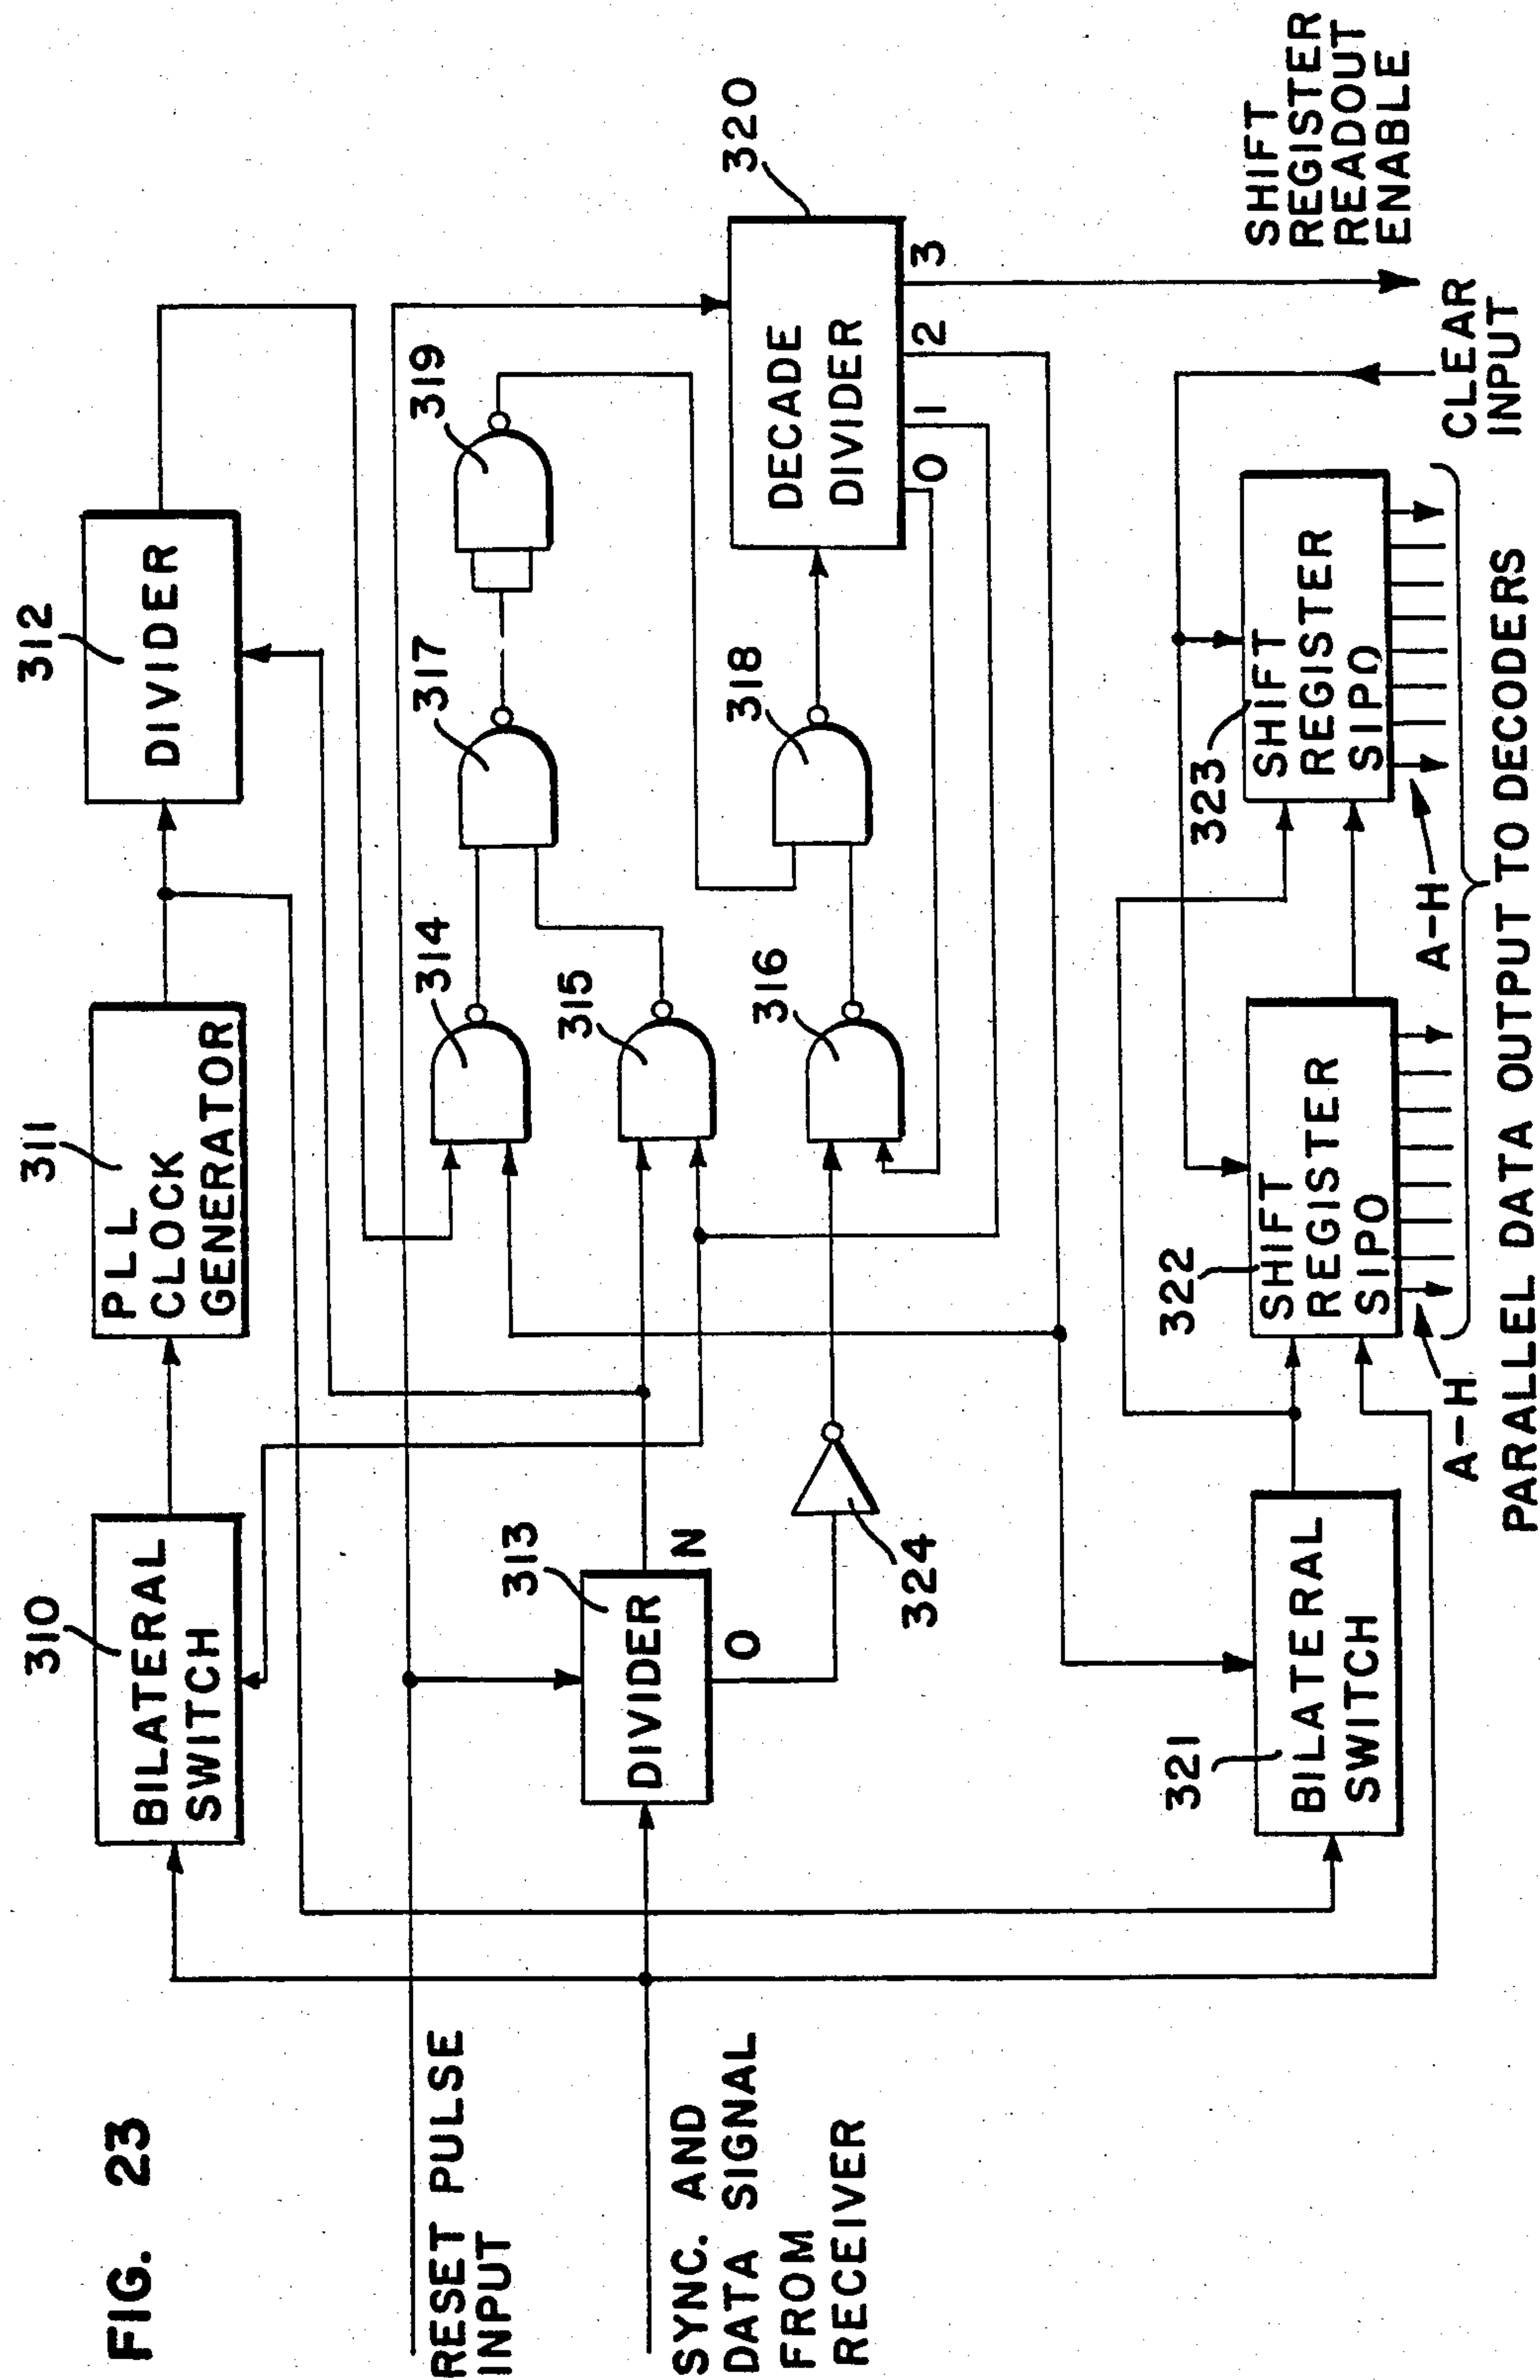 FIG. 23
310
BILATERAL
SWITCH
311
PLL
CLOCK
GENERATOR
312
DIVIDER
RESET PULSE
INPUT
SYNC. AND
DATA SIGNAL
FROM
RECEIVER
313
DIVIDER
N
0
324
314
315
316
317
318
319
320
DECADE
DIVIDER
0
1
2
3
321
BILATERAL
SWITCH
322
SHIFT
REGISTER
SIPO
A-H
323
SHIFT
REGISTER
SIPO
A-H
CLEAR
INPUT
SHIFT
REGISTER
READOUT
ENABLE
PARALLEL DATA OUTPUT TO DECODERS